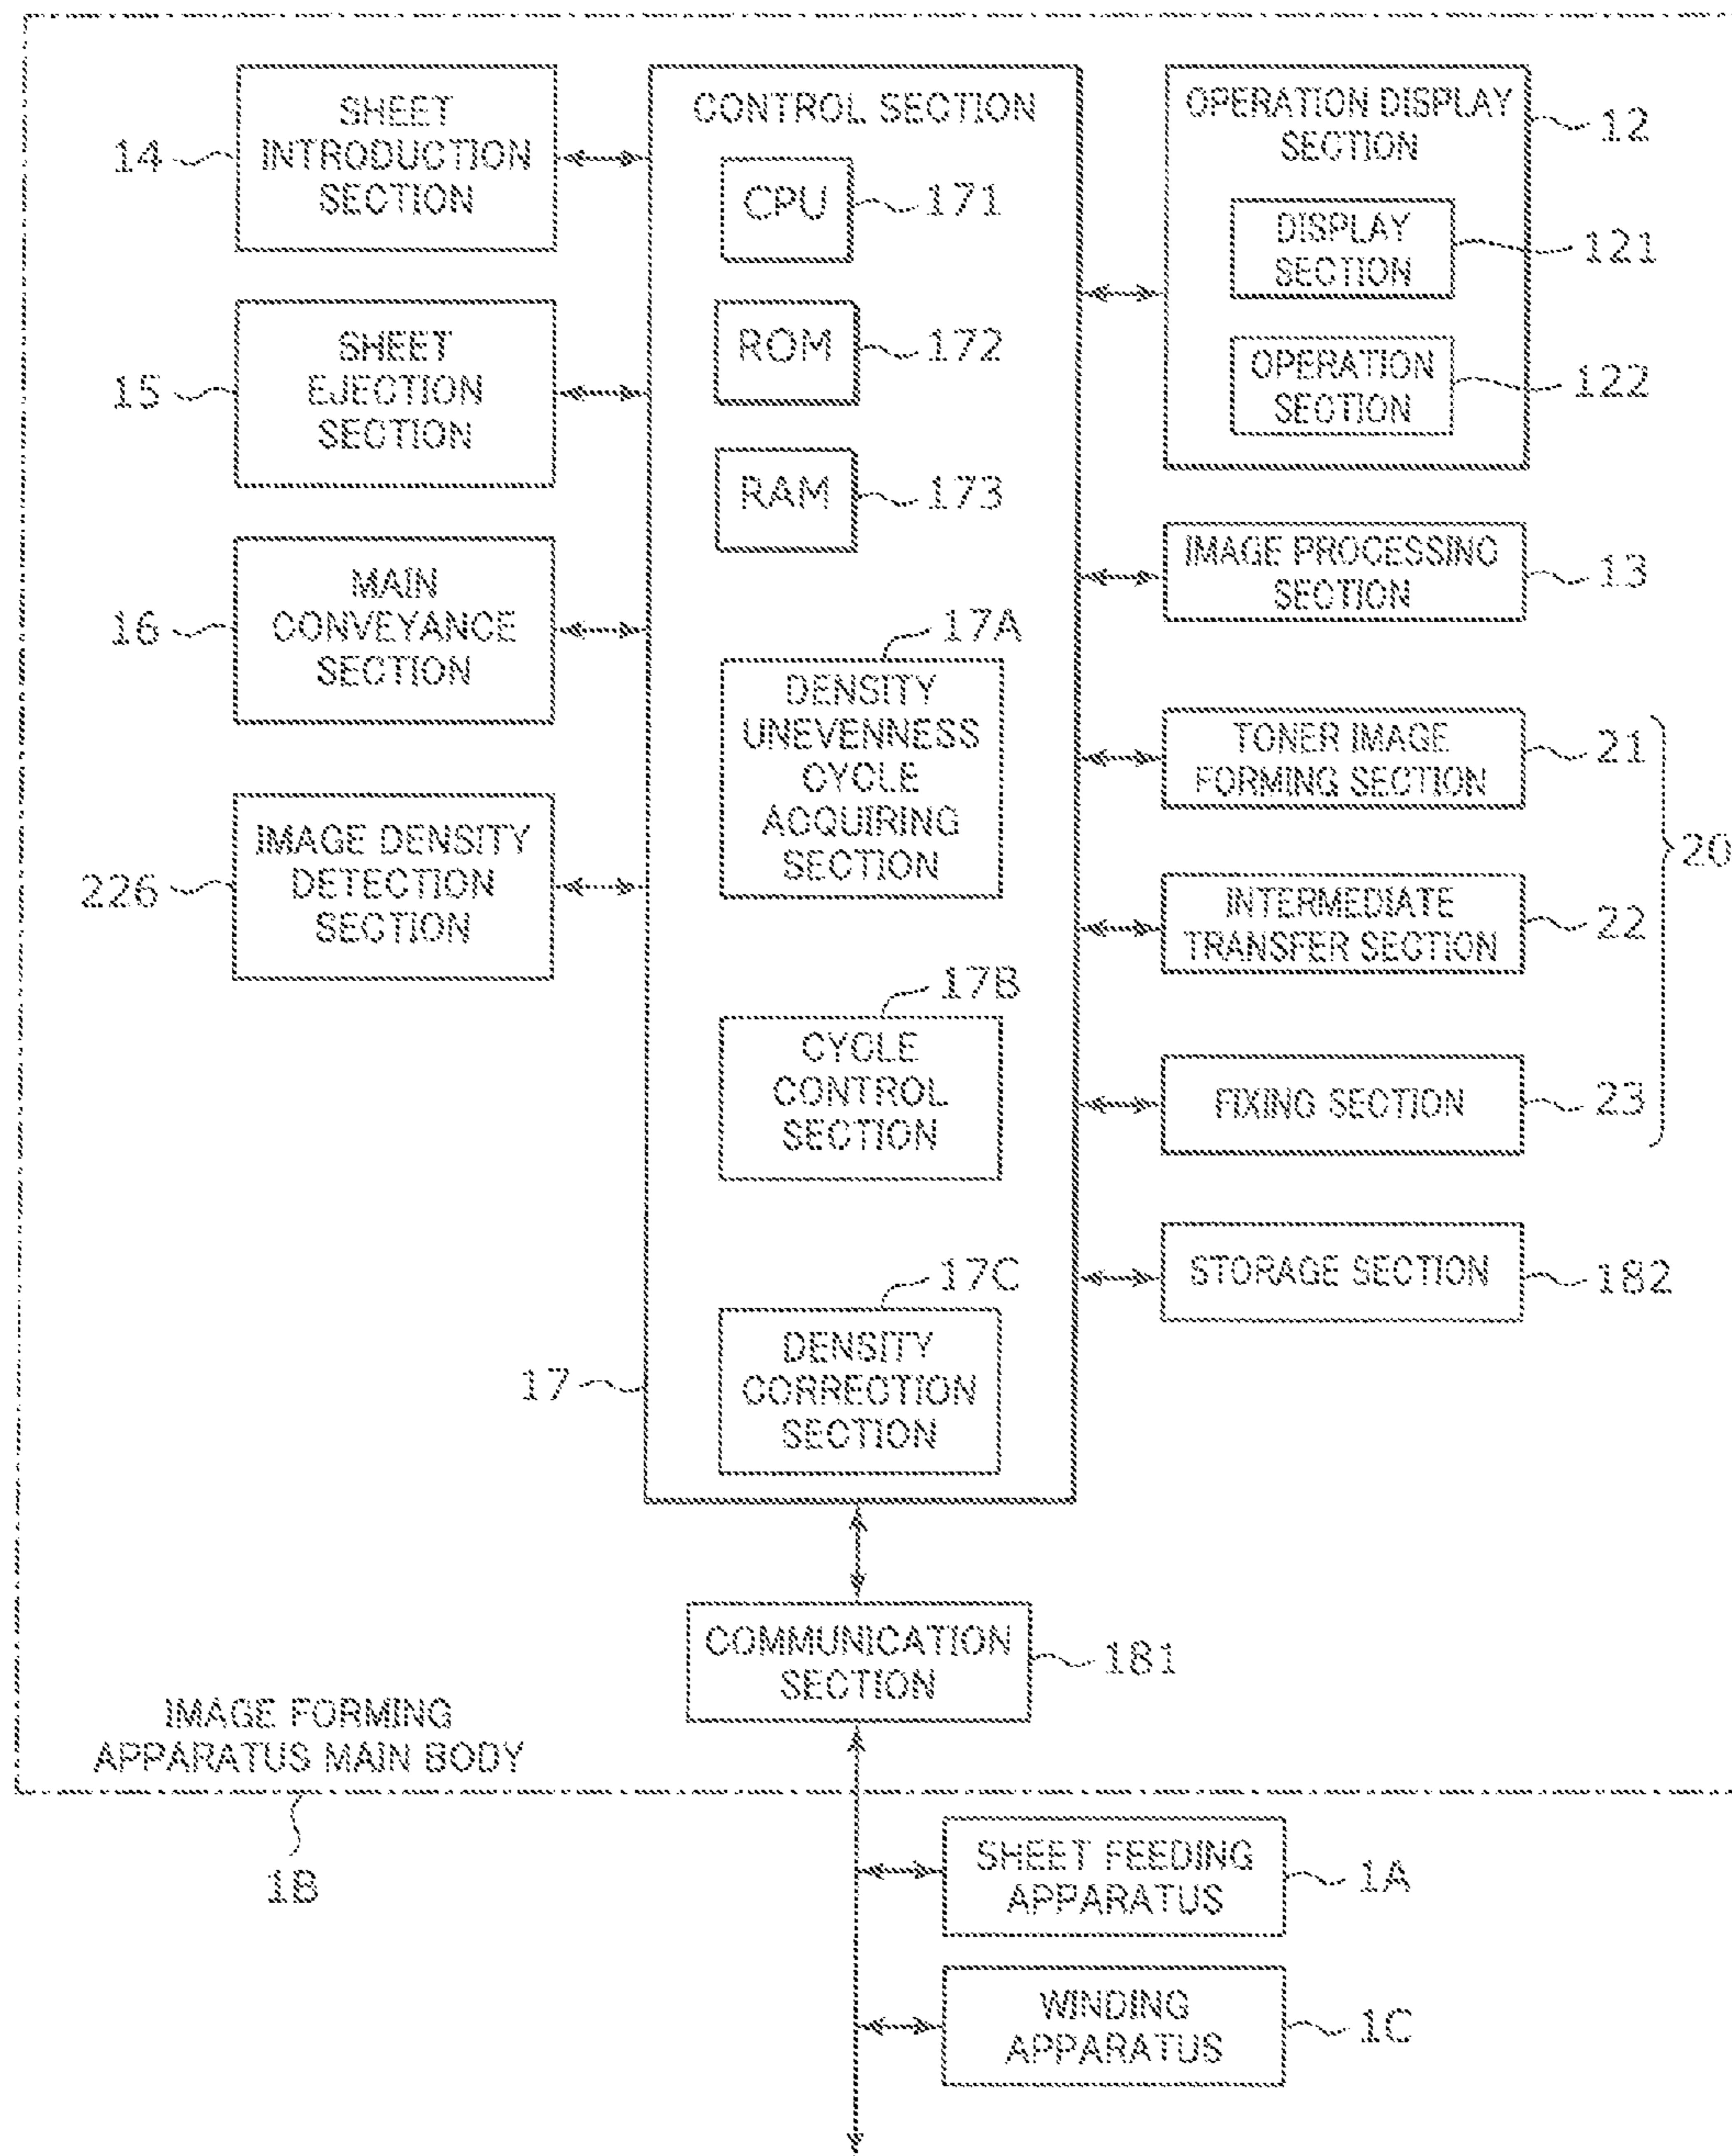 SHEET
INTRODUCTION
SECTION
14
SHEET
EJECTION
SECTION
15
MAIN
CONVEYANCE
SECTION
16
IMAGE DENSITY
DETECTION
SECTION
226
CONTROL SECTION
CPU
171
ROM
172
RAM
173
17A
DENSITY
UNEVENNESS
CYCLE
ACQUIRING
SECTION
17B
CYCLE
CONTROL
SECTION
17C
DENSITY
CORRECTION
SECTION
17
OPERATION DISPLAY
SECTION
12
DISPLAY
SECTION
121
OPERATION
SECTION
122
IMAGE PROCESSING
SECTION
13
TONER IMAGE
FORMING SECTION
21
INTERMEDIATE
TRANSFER SECTION
22
FIXING SECTION
23
20
STORAGE SECTION
182
COMMUNICATION
SECTION
181
IMAGE FORMING
APPARATUS MAIN BODY
1B
SHEET FEEDING
APPARATUS
1A
WINDING
APPARATUS
1C